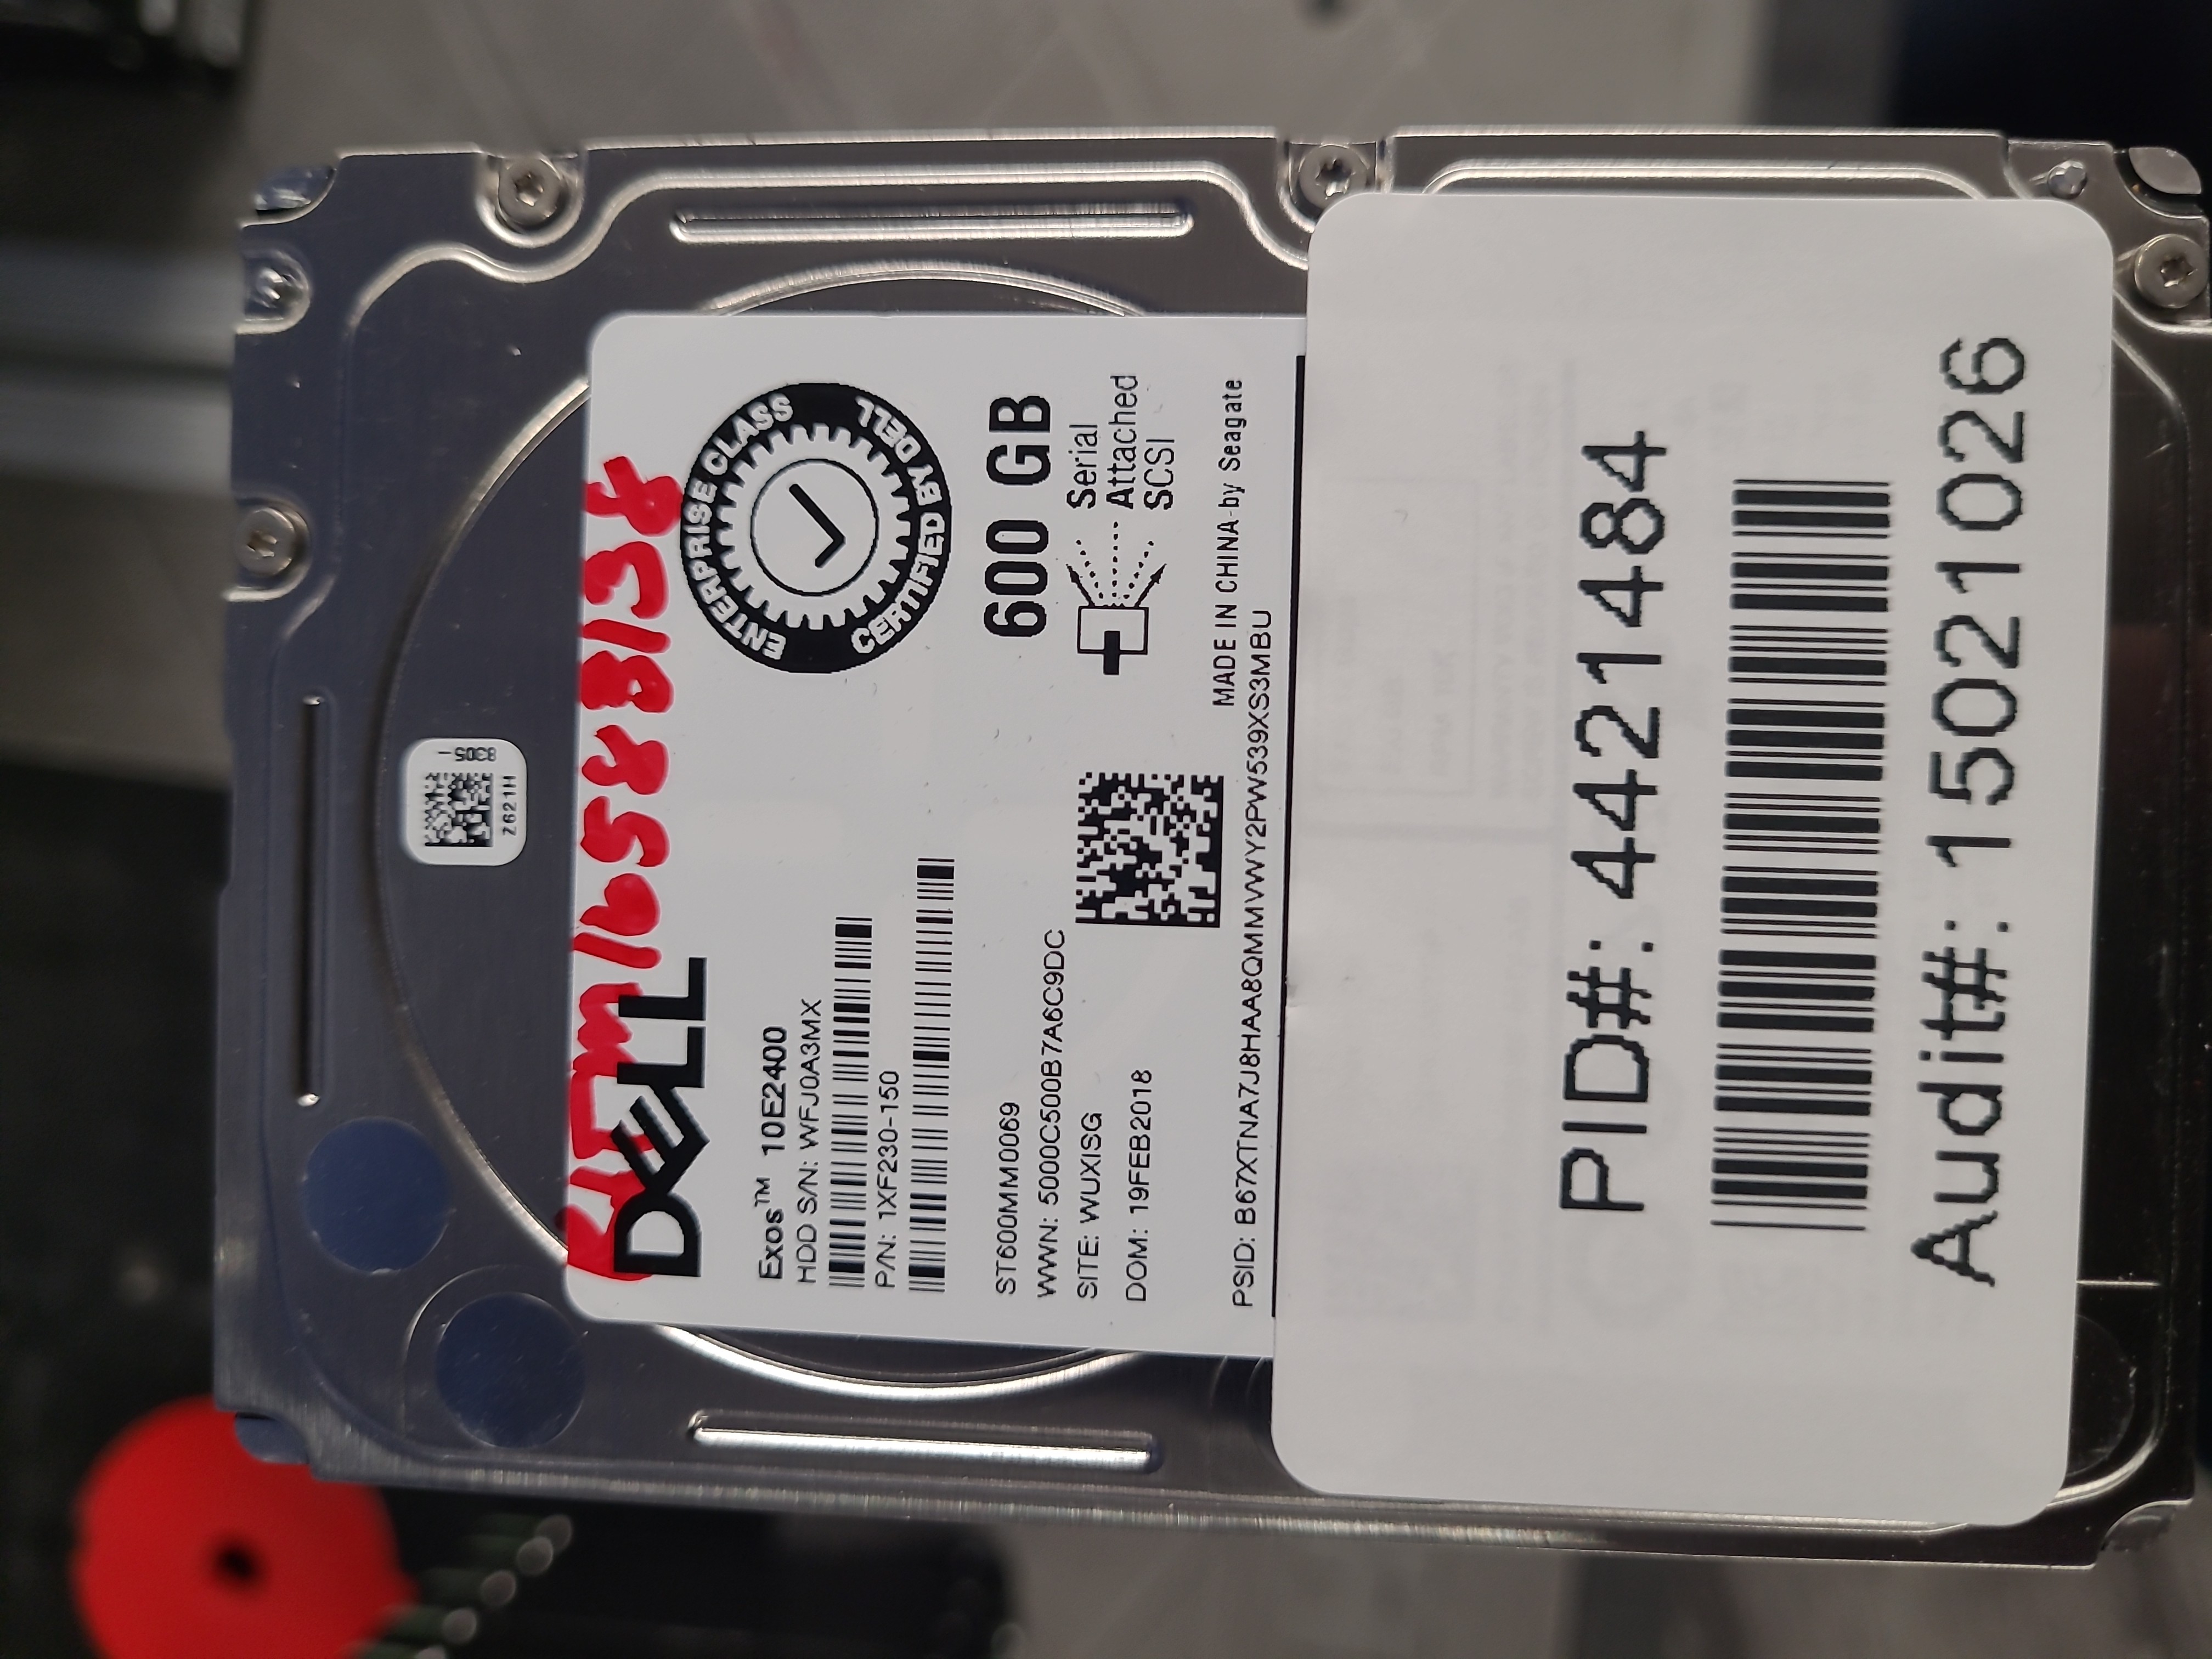 8305-
Z621H
DELL
Exos™ 10E2400
HDD S/N: WFJ0A3MX
P/N: 1XF230-150
ENTERPRISE CLASS
CERTIFIED BY DELL
ST600MM0069
WWN: 5000C500B7A6C9DC
SITE: WUXISG
DOM: 19FEB2018
600 GB
Serial
Attached
SCSI
MADE IN CHINA by Seagate
PSID: B67XTNA7J8HAA8QMMVWY2PW539XS3MBU
PID#: 4421484
Audit#: 15021026